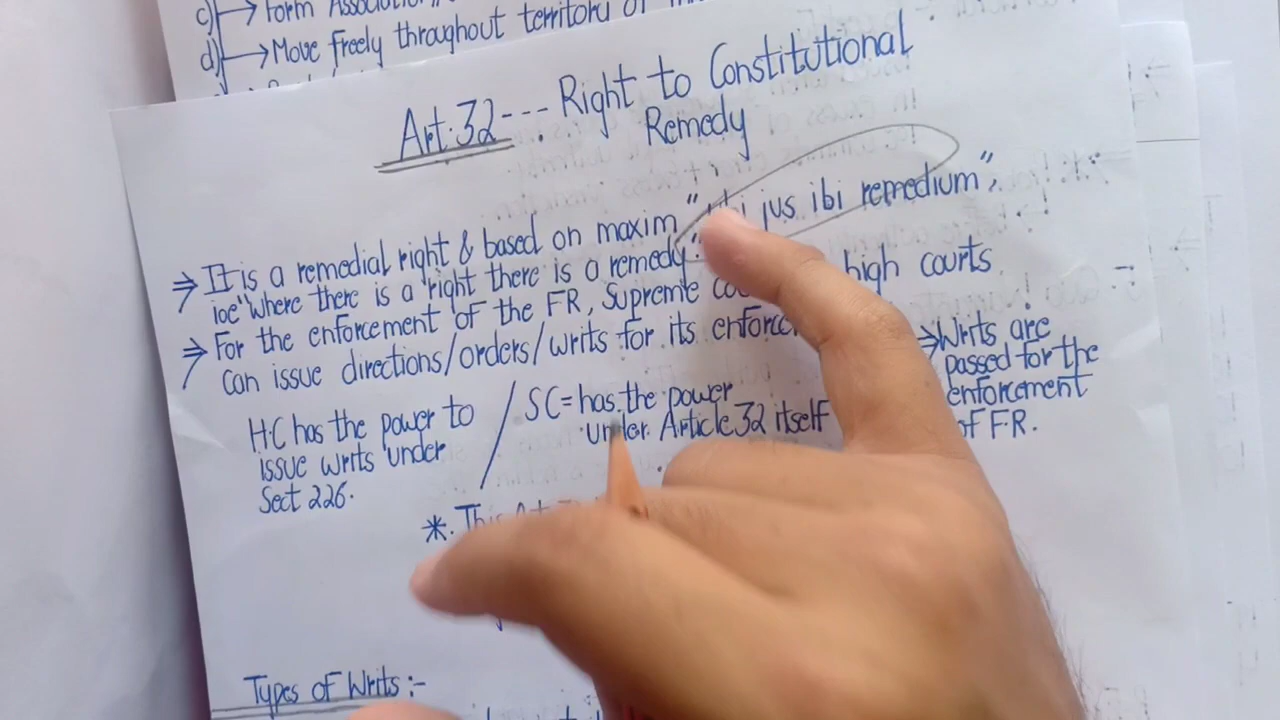 c) → Form
d) → Move freely throughout territory of
Art. 32 --- Right to Constitutional
Remedy
⇒ It is a remedial right & based on maxim "ubi jus ibi remedium",
ioe "Where there is a right there is a remedy."
⇒ For the enforcement of the FR, Supreme high courts
can issue directions/orders/writs for its
H.C has the power to
issue writs under
Sect 226.
SC = has the power
under Article 32 itself
⇒ Writs are
passed for the
enforcement
of F.R.
*. This
Types of Writs :-